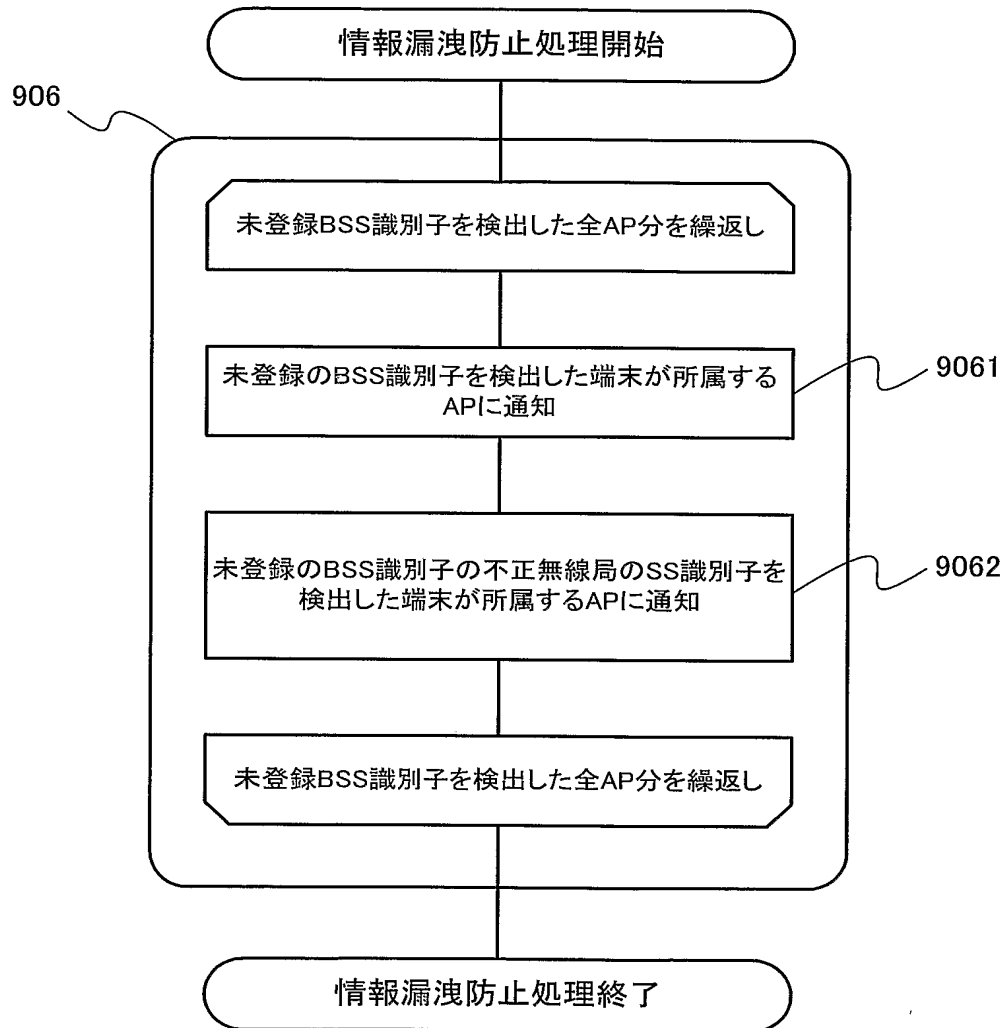 情報漏洩防止処理開始
906
未登録BSS識別子を検出した全AP分を繰返し
未登録のBSS識別子を検出した端末が所属する
APに通知
9061
未登録のBSS識別子の不正無線局のSS識別子を
検出した端末が所属するAPに通知
9062
未登録BSS識別子を検出した全AP分を繰返し
情報漏洩防止処理終了